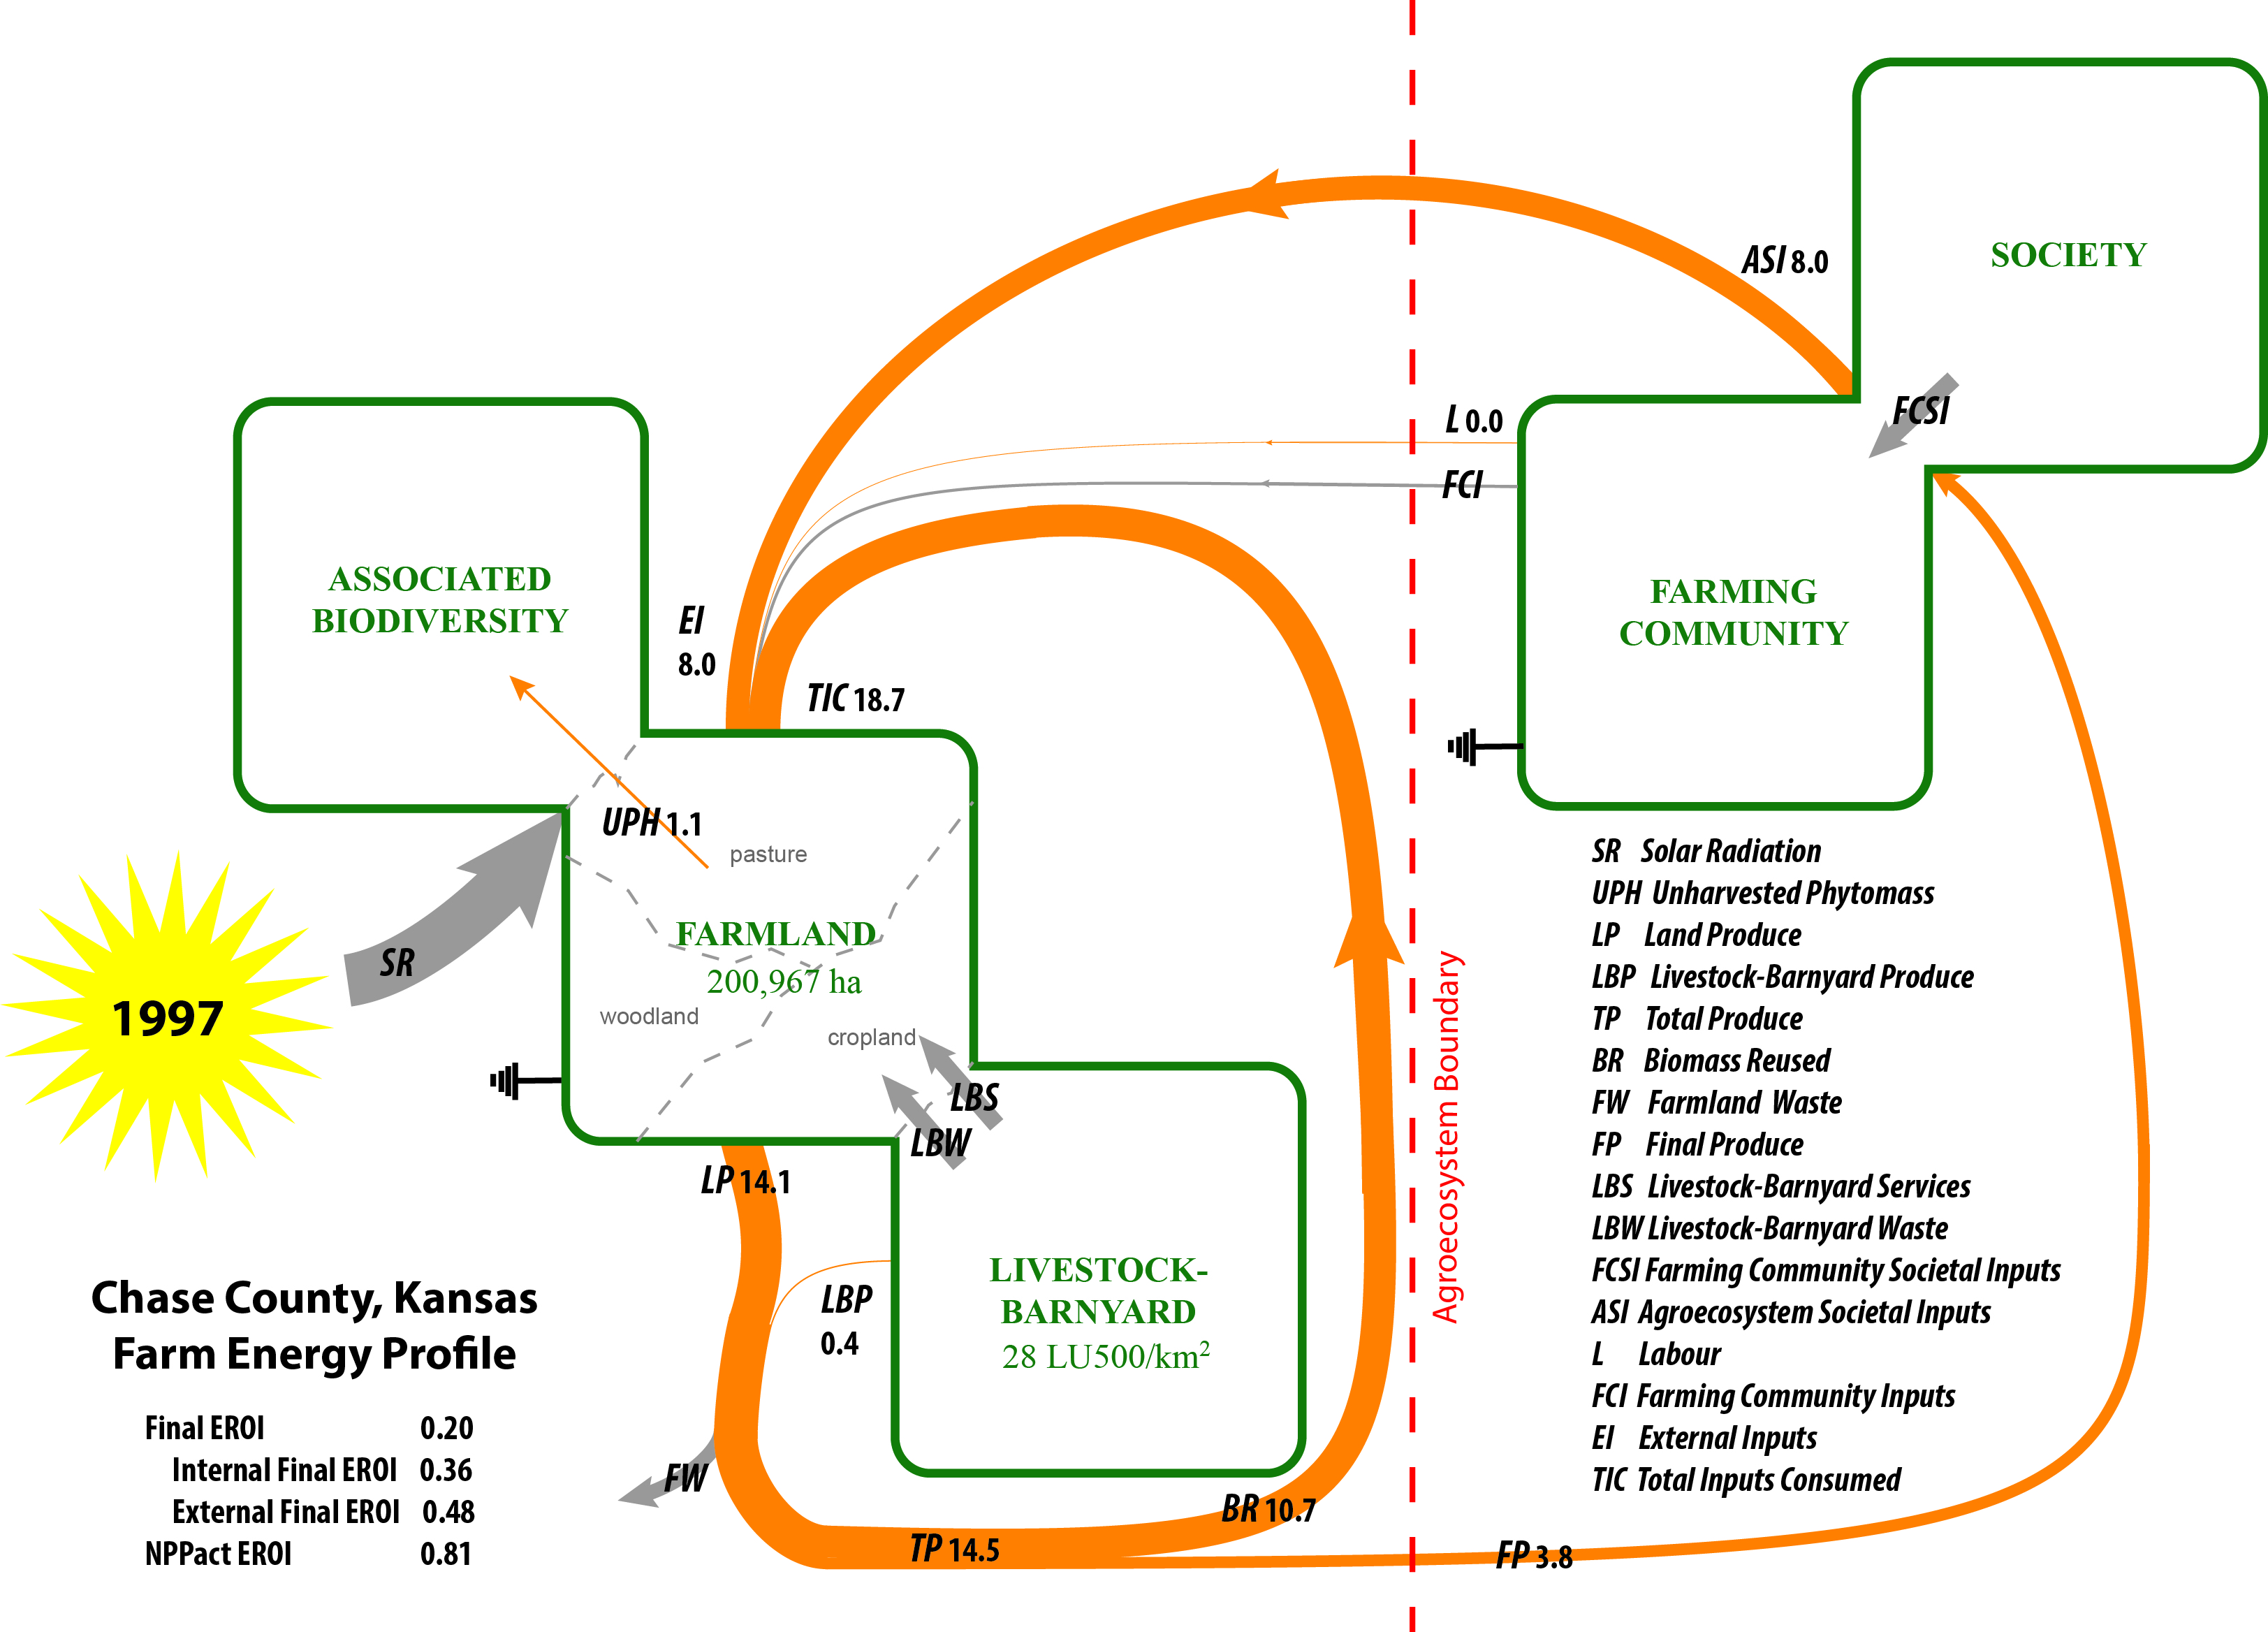 SOCIETY
ASI 8.0
L 0.0
FCSI
FCI
ASSOCIATED
BIODIVERSITY
FARMING
COMMUNITY
EI
8.0
TIC 18.7
UPH 1.1
pasture
FARMLAND
200,967 ha
woodland
cropland
SR
1997
LBS
LBW
LP 14.1
LBP
0.4
LIVESTOCK-
BARNYARD
28 LU500/km²
Agroecosystem Boundary
FW
BR 10.7
TP 14.5
FP 3.8
SR Solar Radiation
UPH Unharvested Phytomass
LP Land Produce
LBP Livestock-Barnyard Produce
TP Total Produce
BR Biomass Reused
FW Farmland Waste
FP Final Produce
LBS Livestock-Barnyard Services
LBW Livestock-Barnyard Waste
FCSI Farming Community Societal Inputs
ASI Agroecosystem Societal Inputs
L Labour
FCI Farming Community Inputs
EI External Inputs
TIC Total Inputs Consumed
Chase County, Kansas
Farm Energy Profile
Final EROI 0.20
Internal Final EROI 0.36
External Final EROI 0.48
NPPact EROI 0.81